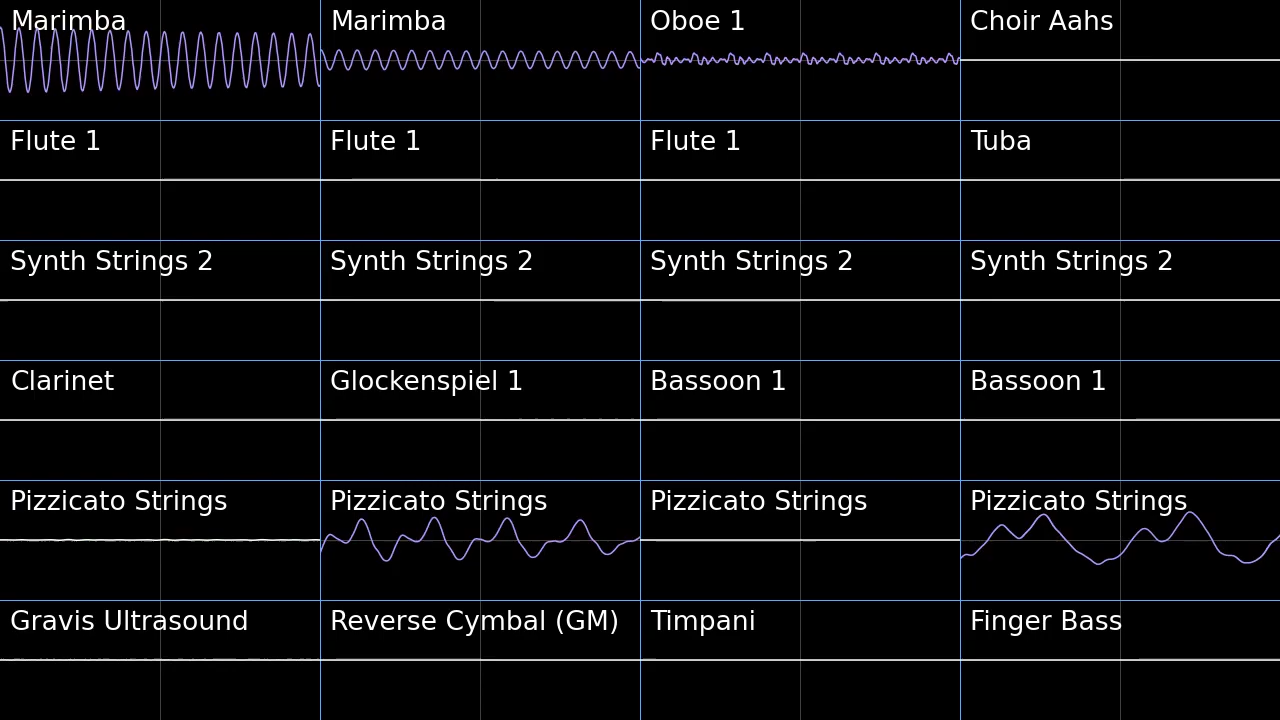 Marimba Marimba Oboe 1 Choir Aahs
Flute 1 Flute 1 Flute 1 Tuba
Synth Strings 2 Synth Strings 2 Synth Strings 2 Synth Strings 2
Clarinet Glockenspiel 1 Bassoon 1 Bassoon 1
Pizzicato Strings Pizzicato Strings Pizzicato Strings Pizzicato Strings
Gravis Ultrasound Reverse Cymbal (GM) Timpani Finger Bass